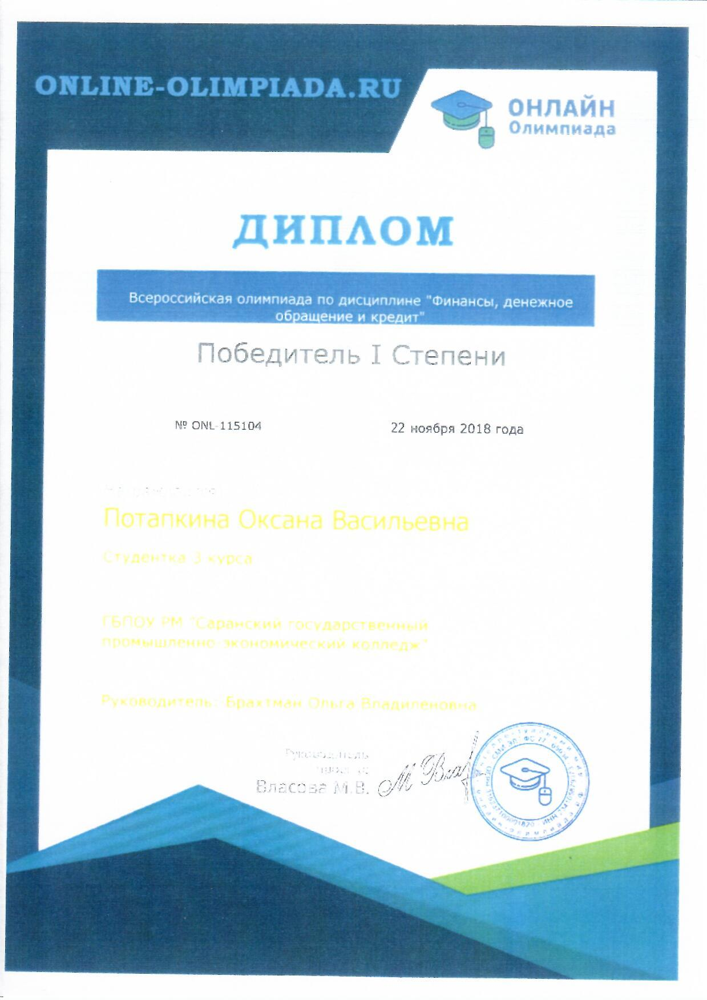 ONLINE-OLIMPIADA.RU
ОНЛАЙН
Олимпиада
ДИПЛОМ
Всероссийская олимпиада по дисциплине "Финансы, денежное
обращение и кредит"
Победитель I Степени
№ ONL-115104
22 ноября 2018 года
Потапкина Оксана Васильевна
Студентка 3 курса
ГБПОУ РМ "Саранский государственный
промышленно-экономический колледж"
Руководитель: Брахтман Ольга Владиленовна
Руководитель
Власова М.В.